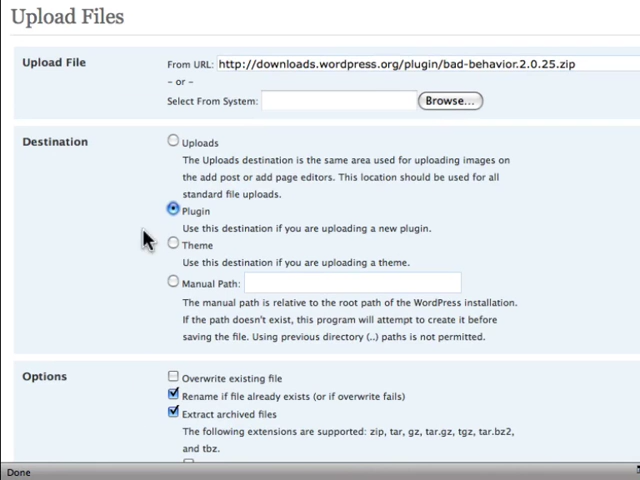 Upload Files
Upload File
From URL: http://downloads.wordpress.org/plugin/bad-behavior.2.0.25.zip
- or -
Select From System: Browse...
Destination
Uploads
The Uploads destination is the same area used for uploading images on
the add post or add page editors. This location should be used for all
standard file uploads.
Plugin
Use this destination if you are uploading a new plugin.
Theme
Use this destination if you are uploading a theme.
Manual Path:
The manual path is relative to the root path of the WordPress installation.
If the path doesn't exist, this program will attempt to create it before
saving the file. Using previous directory (..) paths is not permitted.
Options
Overwrite existing file
Rename if file already exists (or if overwrite fails)
Extract archived files
The following extensions are supported: zip, tar, gz, tar.gz, tgz, tar.bz2,
and tbz.
Done